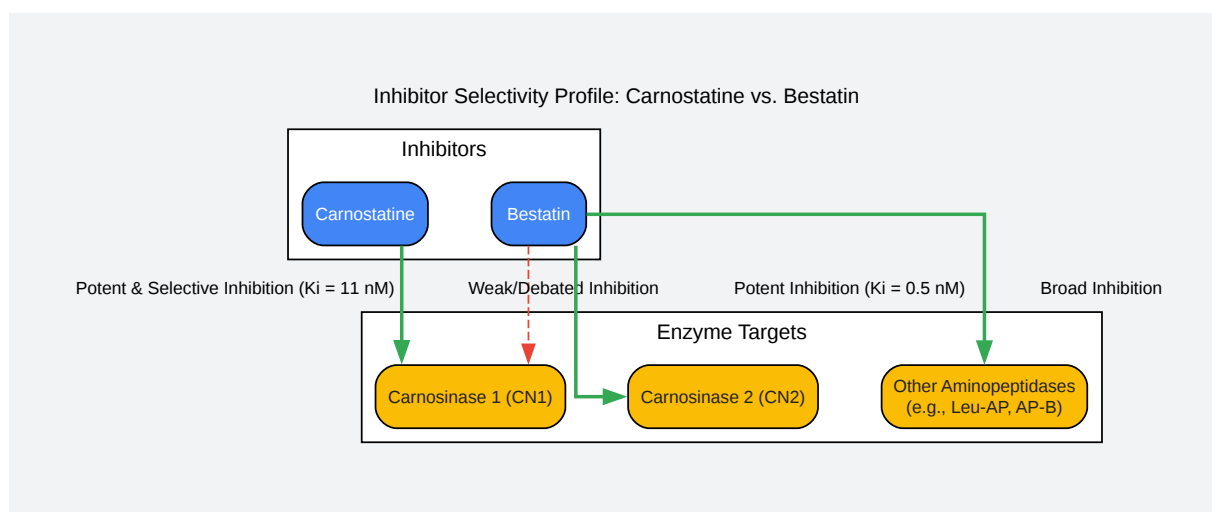 Inhibitor Selectivity Profile: Carnostatine vs. Bestatin
Inhibitors
Carnostatine
Bestatin
Potent & Selective Inhibition (Ki = 11 nM)
Weak/Debated Inhibition
Potent Inhibition (Ki = 0.5 nM)
Broad Inhibition
Enzyme Targets
Carnosinase 1 (CN1)
Carnosinase 2 (CN2)
Other Aminopeptidases
(e.g., Leu-AP, AP-B)